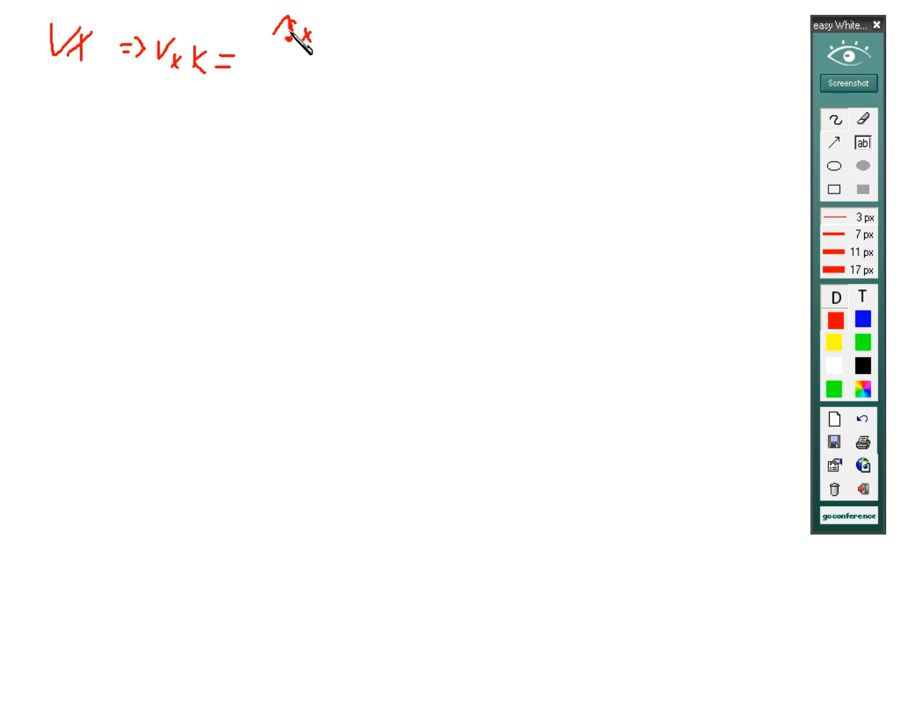 Vx => Vx K =
easy White...
Screenshot
ab
3 px
7 px
11 px
17 px
D T
goconference